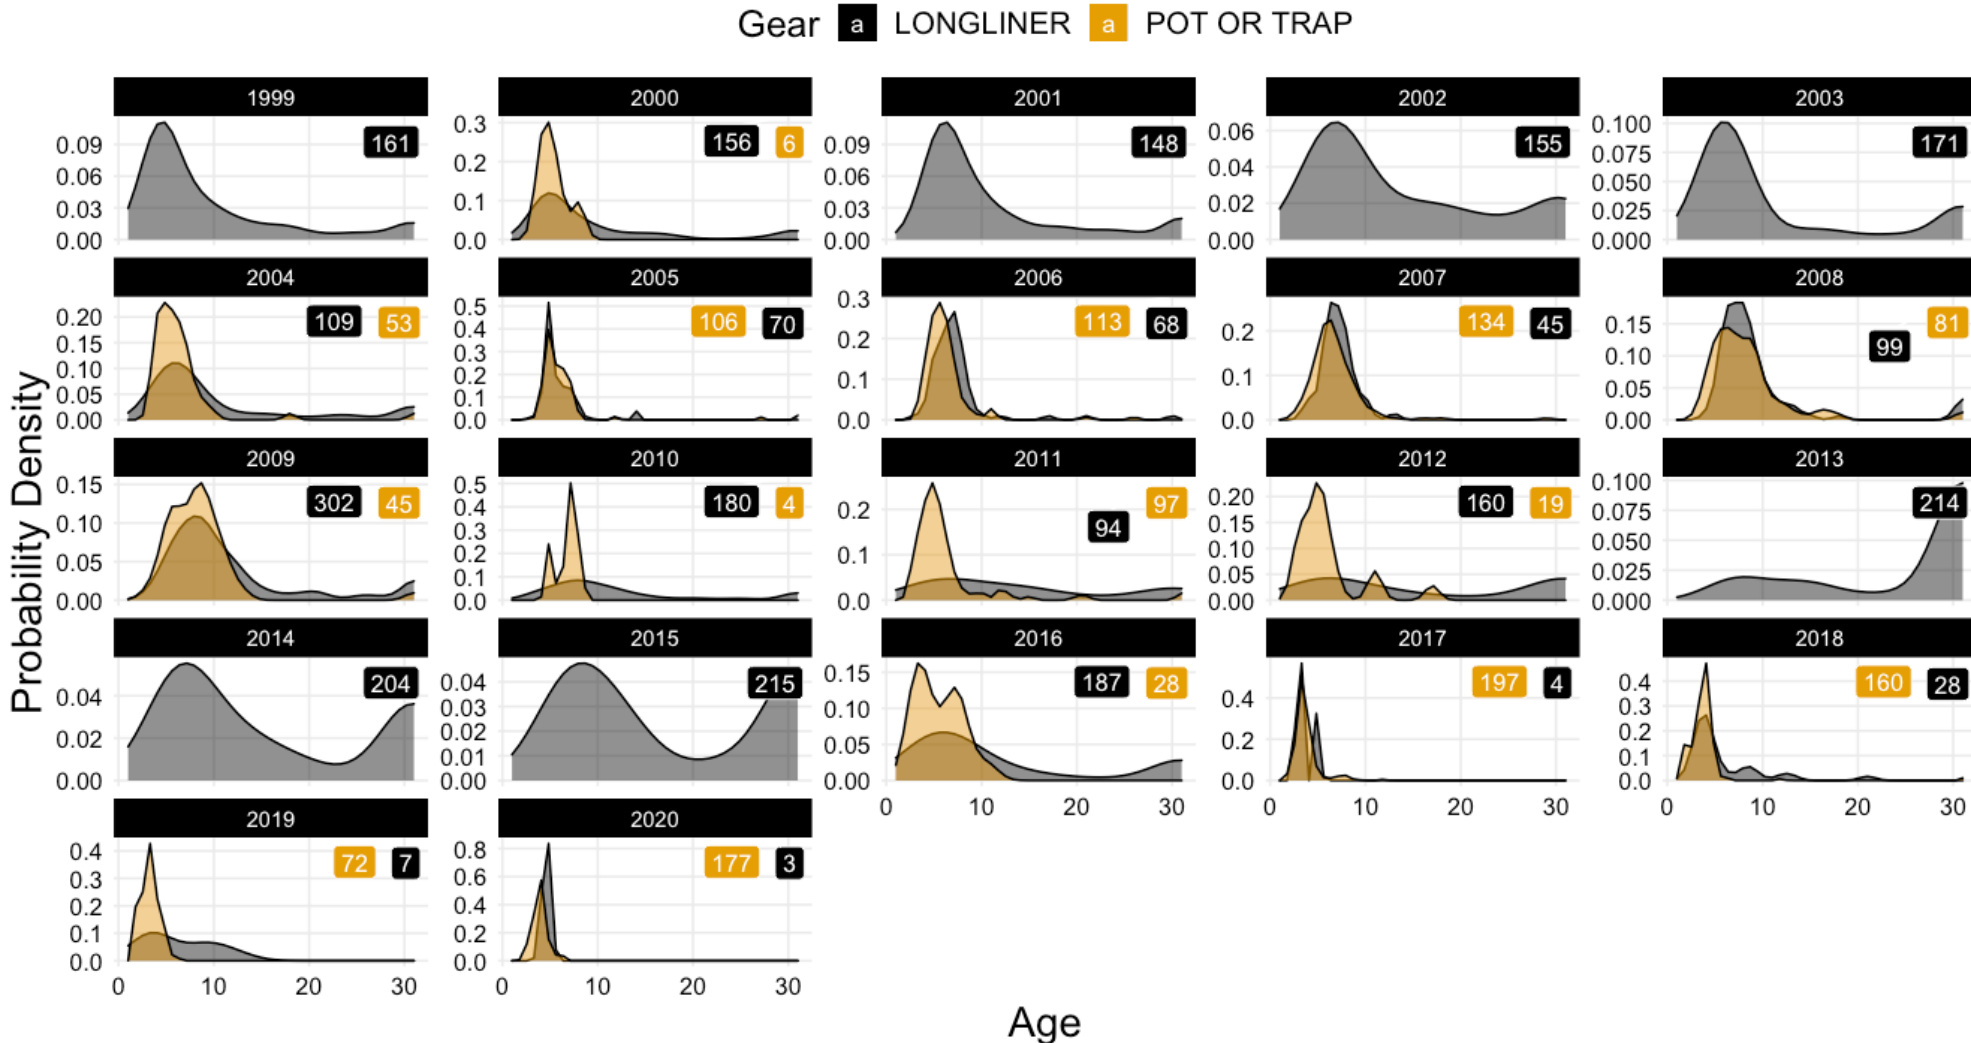 Gear a LONGLINER a POT OR TRAP
1999 2000 2001 2002 2003
0.09 0.06 0.03 0.00 161
0.3 0.2 0.1 0.0 156 6
0.09 0.06 0.03 0.00 148
0.06 0.04 0.02 0.00 155
0.100 0.075 0.050 0.025 0.000 171
2004 2005 2006 2007 2008
0.20 0.15 0.10 0.05 0.00 109 53
0.5 0.4 0.3 0.2 0.1 0.0 106 70
0.3 0.2 0.1 0.0 113 68
0.2 0.1 0.0 134 45
0.15 0.10 0.05 0.00 99 81
Probability Density
2009 2010 2011 2012 2013
0.15 0.10 0.05 0.00 302 45
0.5 0.4 0.3 0.2 0.1 0.0 180 4
0.2 0.1 0.0 94 97
0.20 0.15 0.10 0.05 0.00 160 19
0.100 0.075 0.050 0.025 0.000 214
2014 2015 2016 2017 2018
0.04 0.02 0.00 204
0.04 0.03 0.01 0.01 0.00 215
0.15 0.10 0.05 0.00 187 28
0.4 0.2 0.0 197 4
0.4 0.3 0.2 0.1 0.0 160 28
0 10 20 30 0 10 20 30 0 10 20 30
2019 2020
0.4 0.3 0.2 0.1 0.0 72 7
0.8 0.6 0.4 0.2 0.0 177 3
0 10 20 30 0 10 20 30
Age